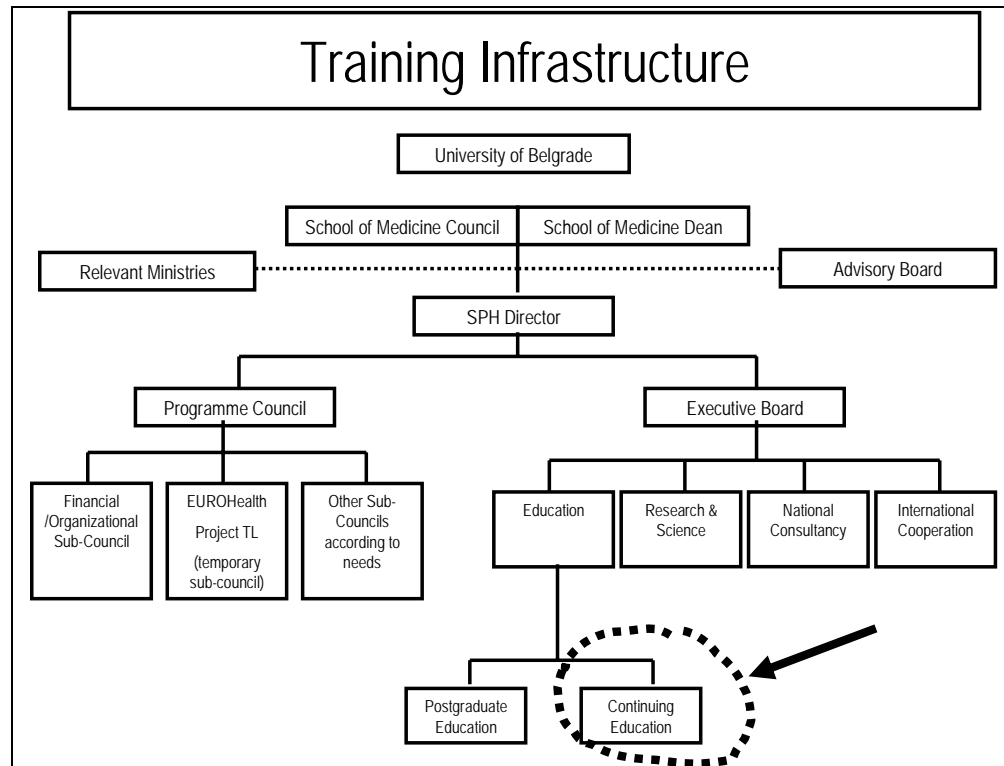 Training Infrastructure
University of Belgrade
School of Medicine Council
School of Medicine Dean
Relevant Ministries
Advisory Board
SPH Director
Programme Council
Executive Board
Financial
/Organizational
Sub-Council
EUROHealth
Project TL
(temporary
sub-council)
Other Sub-
Councils
according to
needs
Education
Research &
Science
National
Consultancy
International
Cooperation
Postgraduate
Education
Continuing
Education